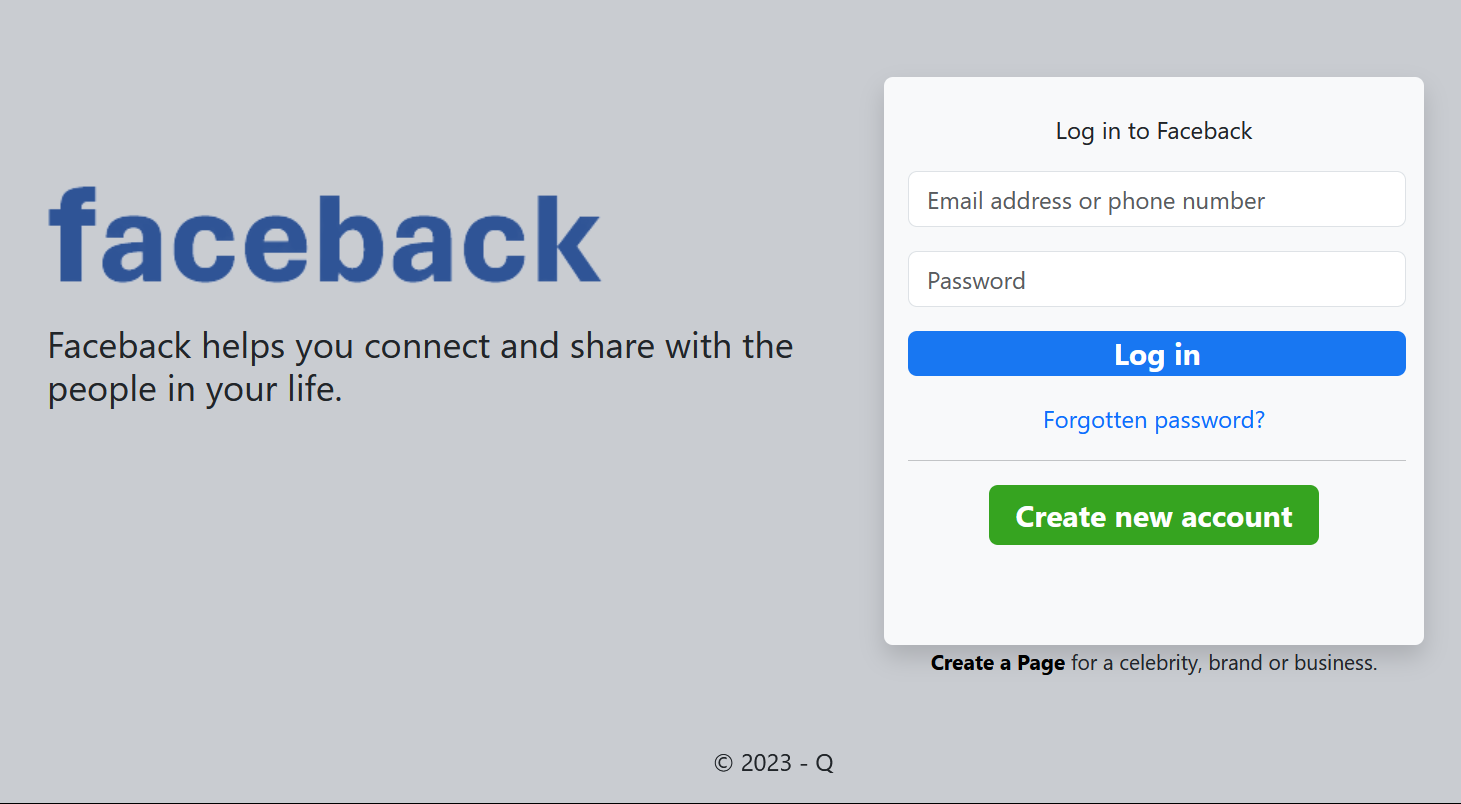 faceback
Faceback helps you connect and share with the
people in your life.
Log in to Faceback
Email address or phone number
Password
Log in
Forgotten password?
Create new account
Create a Page for a celebrity, brand or business.
© 2023 - Q